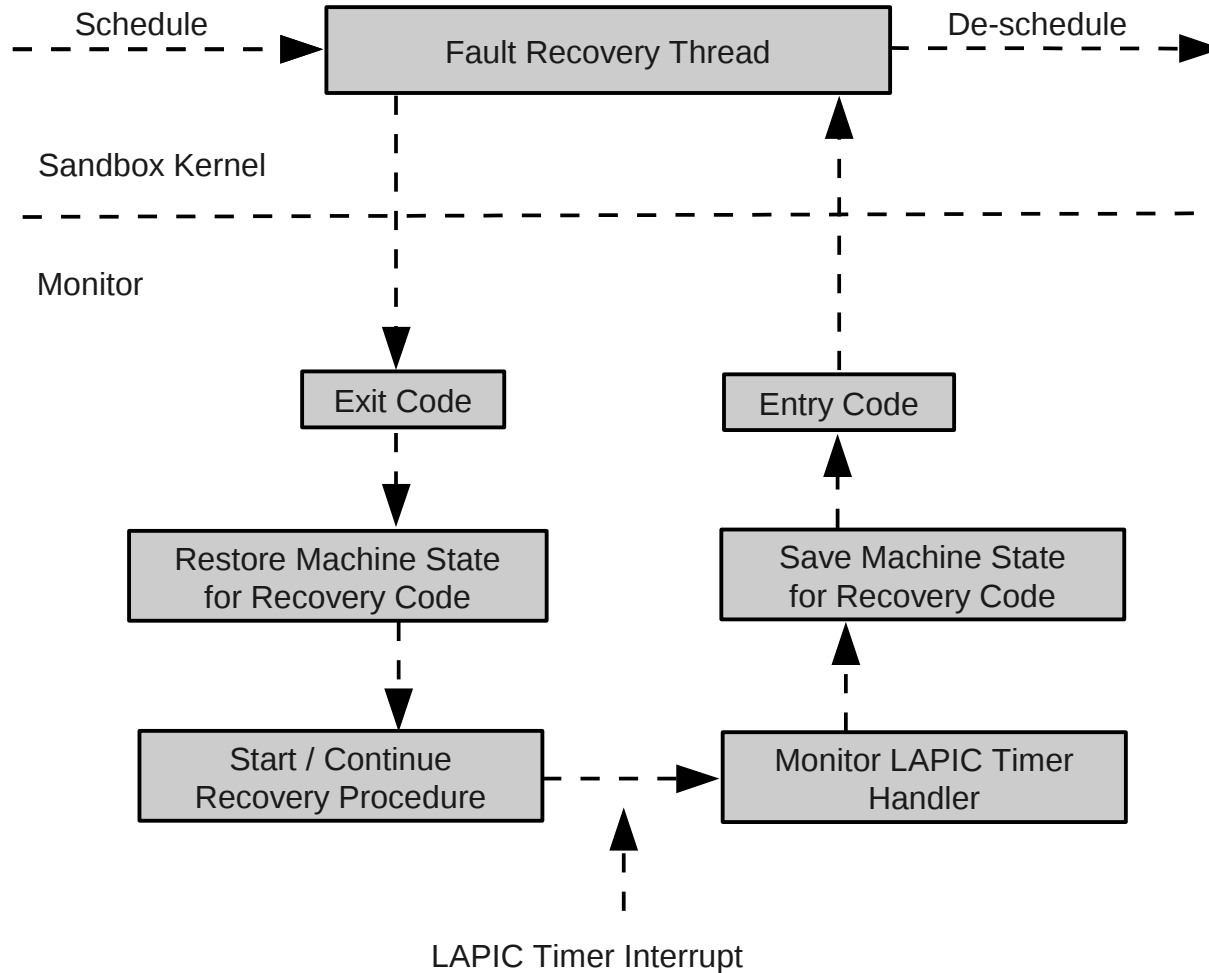 Schedule
De-schedule
Fault Recovery Thread
Sandbox Kernel
Monitor
Exit Code
Entry Code
Restore Machine State
for Recovery Code
Save Machine State
for Recovery Code
Start / Continue
Recovery Procedure
Monitor LAPIC Timer
Handler
LAPIC Timer Interrupt